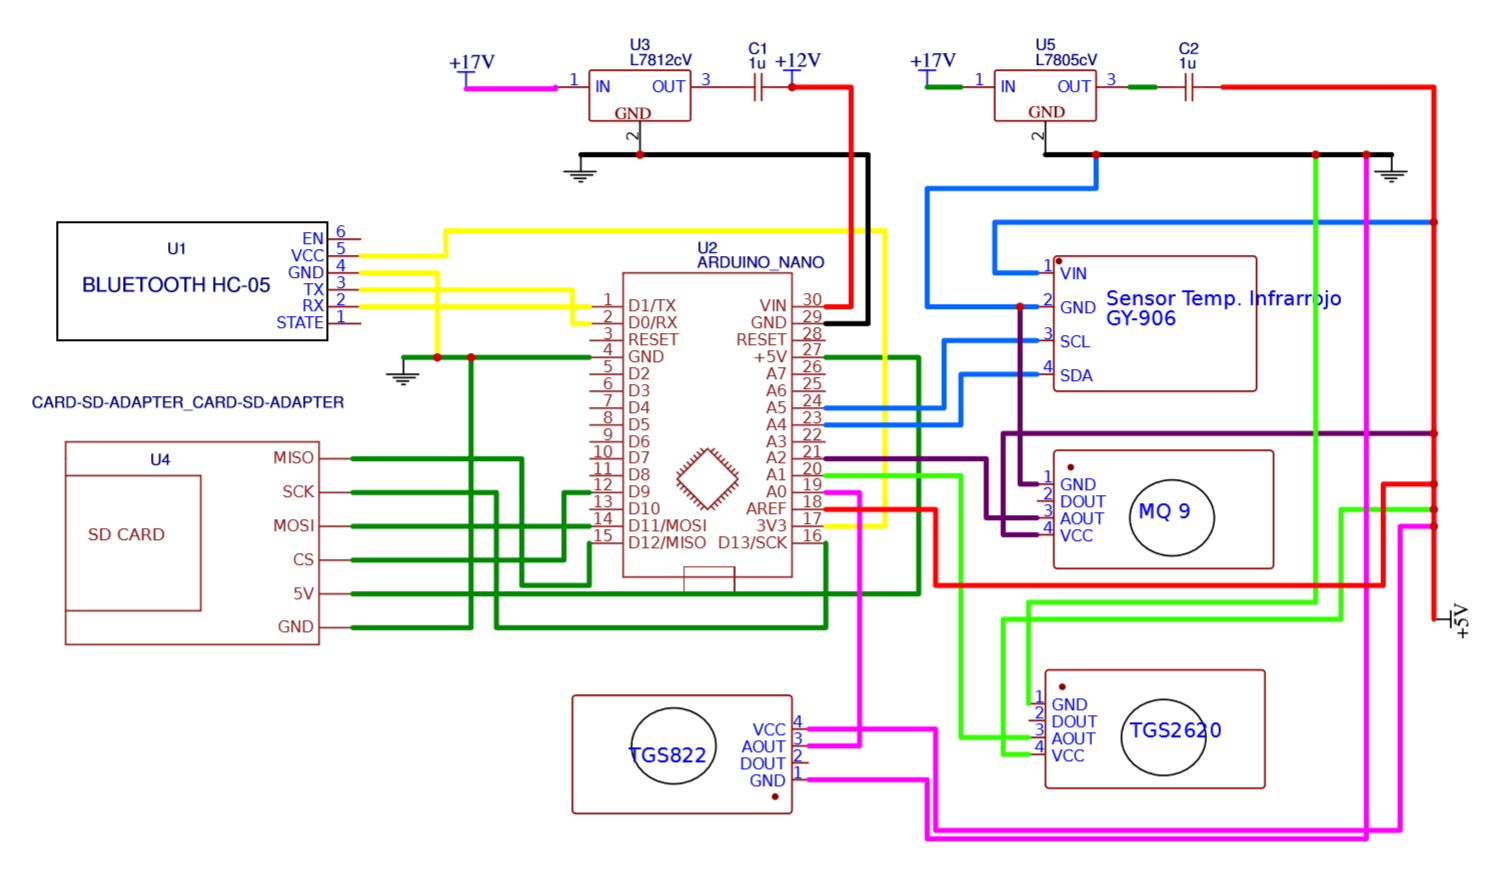 +17V
U3
L7812cV
1
IN
OUT
3
GND
2
C1
1u
+12V
+17V
U5
L7805cV
1
IN
OUT
3
GND
2
C2
1u
U1
BLUETOOTH HC-05
EN 6
VCC 5
GND 4
TX 3
RX 2
STATE 1
U2
ARDUINO_NANO
1 D1/TX
2 D0/RX
3 RESET
4 GND
5 D2
6 D3
7 D4
8 D5
9 D6
10 D7
11 D8
12 D9
13 D10
14 D11/MOSI
15 D12/MISO
VIN 30
GND 29
RESET 28
+5V 27
A7 26
A6 25
A5 24
A4 23
A3 22
A2 21
A1 20
A0 19
AREF 18
3V3 17
D13/SCK 16
1 VIN
2 GND
3 SCL
4 SDA
Sensor Temp. Infrarrojo
GY-906
CARD-SD-ADAPTER_CARD-SD-ADAPTER
U4
SD CARD
MISO
SCK
MOSI
CS
5V
GND
1 GND
2 DOUT
3 AOUT
4 VCC
MQ 9
+5V
TGS822
VCC 4
AOUT 3
DOUT 2
GND 1
1 GND
2 DOUT
3 AOUT
4 VCC
TGS2620